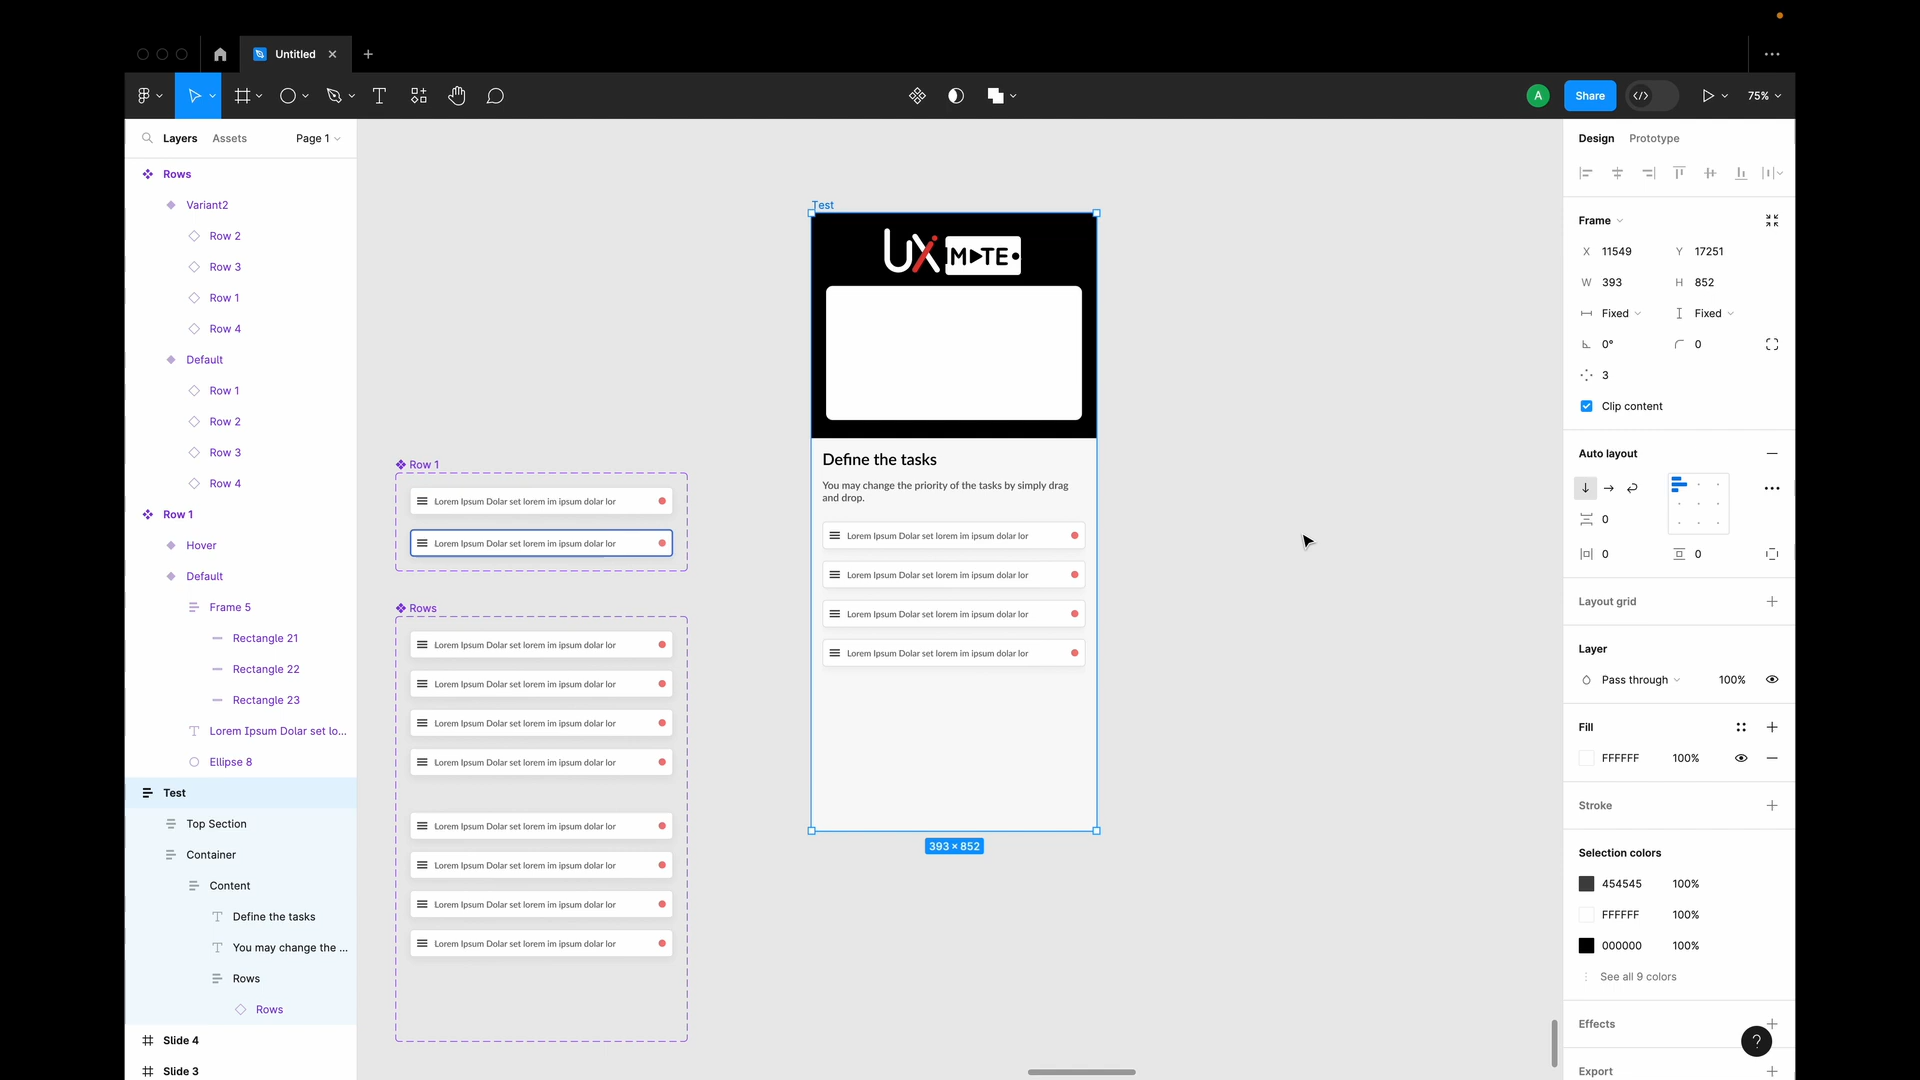 Untitled
Share
A
75%
Layers
Assets
Page 1
Rows
Variant2
Row 2
Row 3
Row 1
Row 4
Default
Row 1
Row 2
Row 3
Row 4
Row 1
Hover
Default
Frame 5
Rectangle 21
Rectangle 22
Rectangle 23
Lorem Ipsum Dolar set lo...
Ellipse 8
Test
Top Section
Container
Content
Define the tasks
You may change the ...
Rows
Rows
Slide 4
Slide 3
Row 1
Lorem Ipsum Dolar set lorem im ipsum dolar lor
Lorem Ipsum Dolar set lorem im ipsum dolar lor
Rows
Lorem Ipsum Dolar set lorem im ipsum dolar lor
Lorem Ipsum Dolar set lorem im ipsum dolar lor
Lorem Ipsum Dolar set lorem im ipsum dolar lor
Lorem Ipsum Dolar set lorem im ipsum dolar lor
Lorem Ipsum Dolar set lorem im ipsum dolar lor
Lorem Ipsum Dolar set lorem im ipsum dolar lor
Lorem Ipsum Dolar set lorem im ipsum dolar lor
Lorem Ipsum Dolar set lorem im ipsum dolar lor
Test
UX M▶TE
Define the tasks
You may change the priority of the tasks by simply drag
and drop.
Lorem Ipsum Dolar set lorem im ipsum dolar lor
Lorem Ipsum Dolar set lorem im ipsum dolar lor
Lorem Ipsum Dolar set lorem im ipsum dolar lor
Lorem Ipsum Dolar set lorem im ipsum dolar lor
393 × 852
Design
Prototype
Frame
X 11549 Y 17251
W 393 H 852
Fixed Fixed
0° 0
3
Clip content
Auto layout
0
0 0
Layout grid
Layer
Pass through 100%
Fill
FFFFFF 100%
Stroke
Selection colors
454545 100%
FFFFFF 100%
000000 100%
See all 9 colors
Effects
?
Export